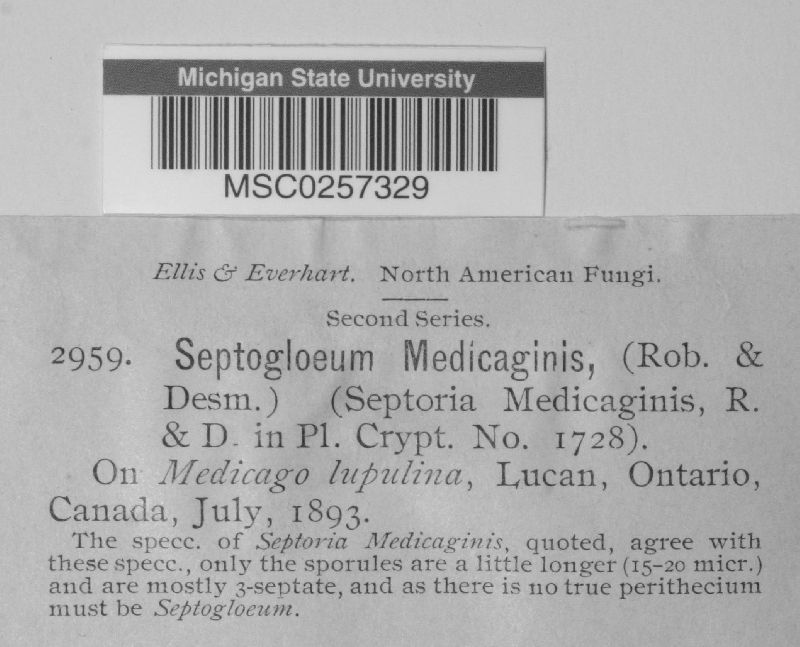 Michigan State University
MSC0257329
Ellis & Everhart. North American Fungi.
Second Series.
2959. Septogloeum Medicaginis, (Rob. &
Desm.) (Septoria Medicaginis, R.
& D. in Pl. Crypt. No. 1728).
On Medicago lupulina, Lucan, Ontario,
Canada, July, 1893.
The specc. of Septoria Medicaginis, quoted, agree with
these specc., only the sporules are a little longer (15-20 micr.)
and are mostly 3-septate, and as there is no true perithecium
must be Septogloeum.